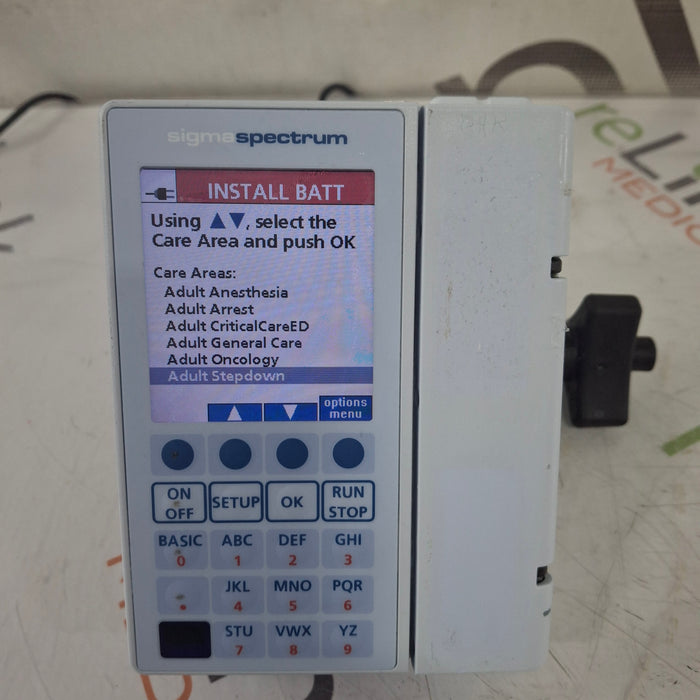 sigmaspectrum
INSTALL BATT
Using ▲▼, select the
Care Area and push OK
Care Areas:
Adult Anesthesia
Adult Arrest
Adult CriticalCareED
Adult General Care
Adult Oncology
Adult Stepdown
options
menu
ON
OFF
SETUP
OK
RUN
STOP
BASIC ABC DEF GHI
0 1 2 3
JKL MNO PQR
. 4 5 6
STU VWX YZ
7 8 9
reLin
MEDIC